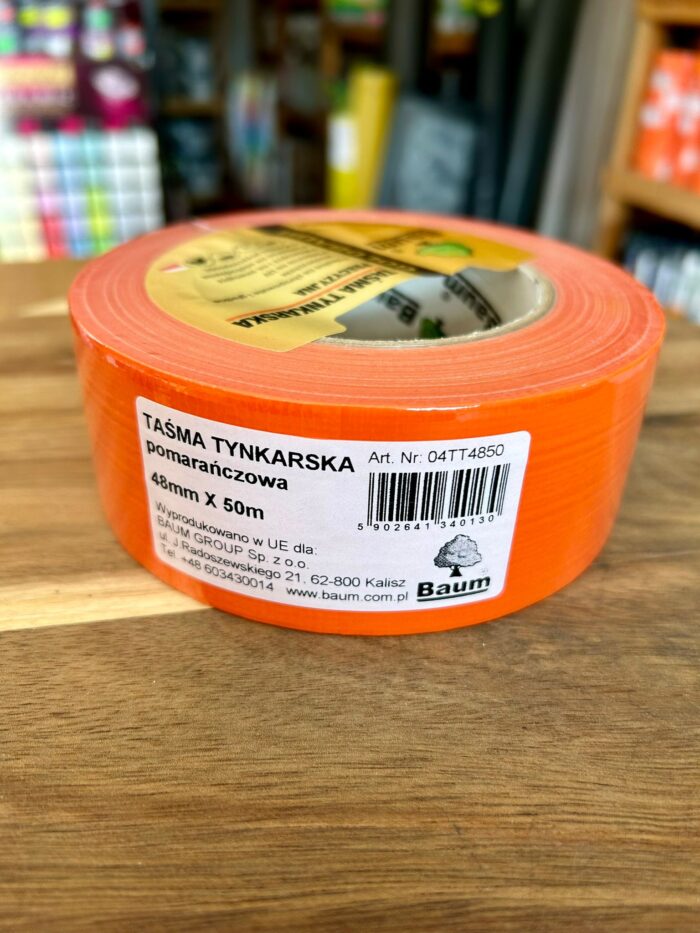 TAŚMA TYNKARSKA
Baum
TAŚMA TYNKARSKA
pomarańczowa
48mm X 50m
Wyprodukowano w UE dla:
BAUM GROUP Sp. z o.o.
ul. J.Radoszewskiego 21, 62-800 Kalisz
Tel. +48 603430014 www.baum.com.pl
Art. Nr: 04TT4850
5 902641 340130
Baum